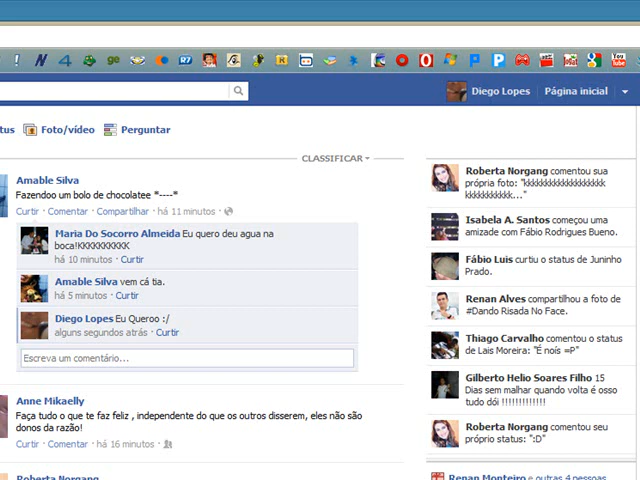 Diego Lopes Página inicial
tus Foto/vídeo Perguntar
CLASSIFICAR
Amable Silva
Fazendoo um bolo de chocolatee *----*
Curtir · Comentar · Compartilhar · há 11 minutos ·
Maria Do Socorro Almeida Eu quero deu agua na
boca!KKKKKKKKKK
há 10 minutos · Curtir
Amable Silva vem cá tia.
há 5 minutos · Curtir
Diego Lopes Eu Queroo :/
alguns segundos atrás · Curtir
Escreva um comentário...
Anne Mikaelly
Faça tudo o que te faz feliz , independente do que os outros disserem, eles não são
donos da razão!
Curtir · Comentar · há 16 minutos ·
Roberta Norgang
Roberta Norgang comentou sua
própria foto: "kkkkkkkkkkkkkkkkkk
kkkkkkkkkkk..."
Isabela A. Santos começou uma
amizade com Fábio Rodrigues Bueno.
Fábio Luis curtiu o status de Juninho
Prado.
Renan Alves compartilhou a foto de
#Dando Risada No Face.
Thiago Carvalho comentou o status
de Lais Moreira: "É noís =P"
Gilberto Helio Soares Filho 15
Dias sem malhar quando volta é osso
tudo dói !!!!!!!!!!!!!
Roberta Norgang comentou seu
próprio status: ":D"
Renan Monteiro e outras 4 pessoas